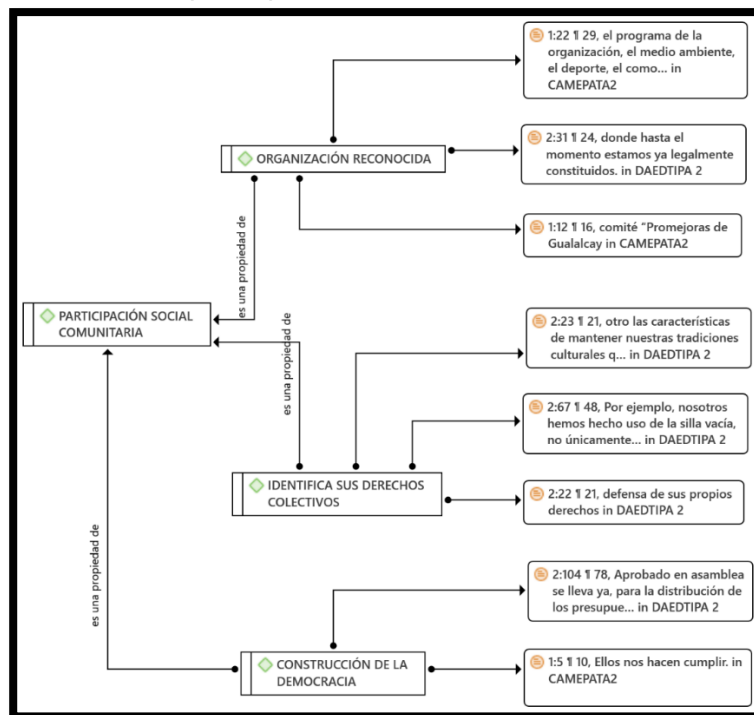 1:22 ¶ 29, el programa de la
organización, el medio ambiente,
el deporte, el como... in
CAMEPATA2
ORGANIZACIÓN RECONOCIDA
2:31 ¶ 24, donde hasta el
momento estamos ya legalmente
constituidos. in DAEDTIPA 2
1:12 ¶ 16, comité “Promejoras de
Gualalcay in CAMEPATA2
es una propiedad de
PARTICIPACIÓN SOCIAL
COMUNITARIA
es una propiedad de
2:23 ¶ 21, otro las características
de mantener nuestras tradiciones
culturales q... in DAEDTIPA 2
2:67 ¶ 48, Por ejemplo, nosotros
hemos hecho uso de la silla vacía,
no únicamente... in DAEDTIPA 2
IDENTIFICA SUS DERECHOS
COLECTIVOS
2:22 ¶ 21, defensa de sus propios
derechos in DAEDTIPA 2
es una propiedad de
2:104 ¶ 78, Aprobado en asamblea
se lleva ya, para la distribución de
los presupue... in DAEDTIPA 2
CONSTRUCCIÓN DE LA
DEMOCRACIA
1:5 ¶ 10, Ellos nos hacen cumplir. in
CAMEPATA2